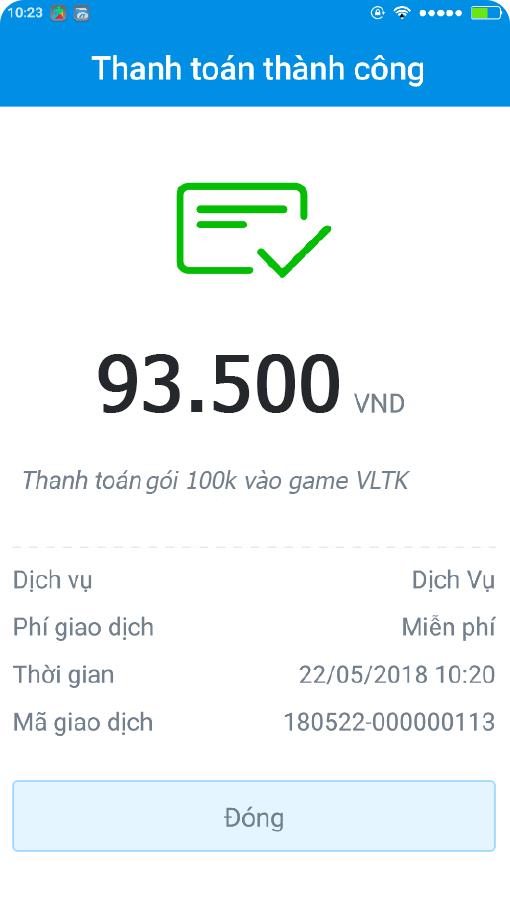 10:23
Thanh toán thành công
93.500 VND
Thanh toán gói 100k vào game VLTK
Dịch vụ Dịch Vụ
Phí giao dịch Miễn phí
Thời gian 22/05/2018 10:20
Mã giao dịch 180522-000000113
Đóng